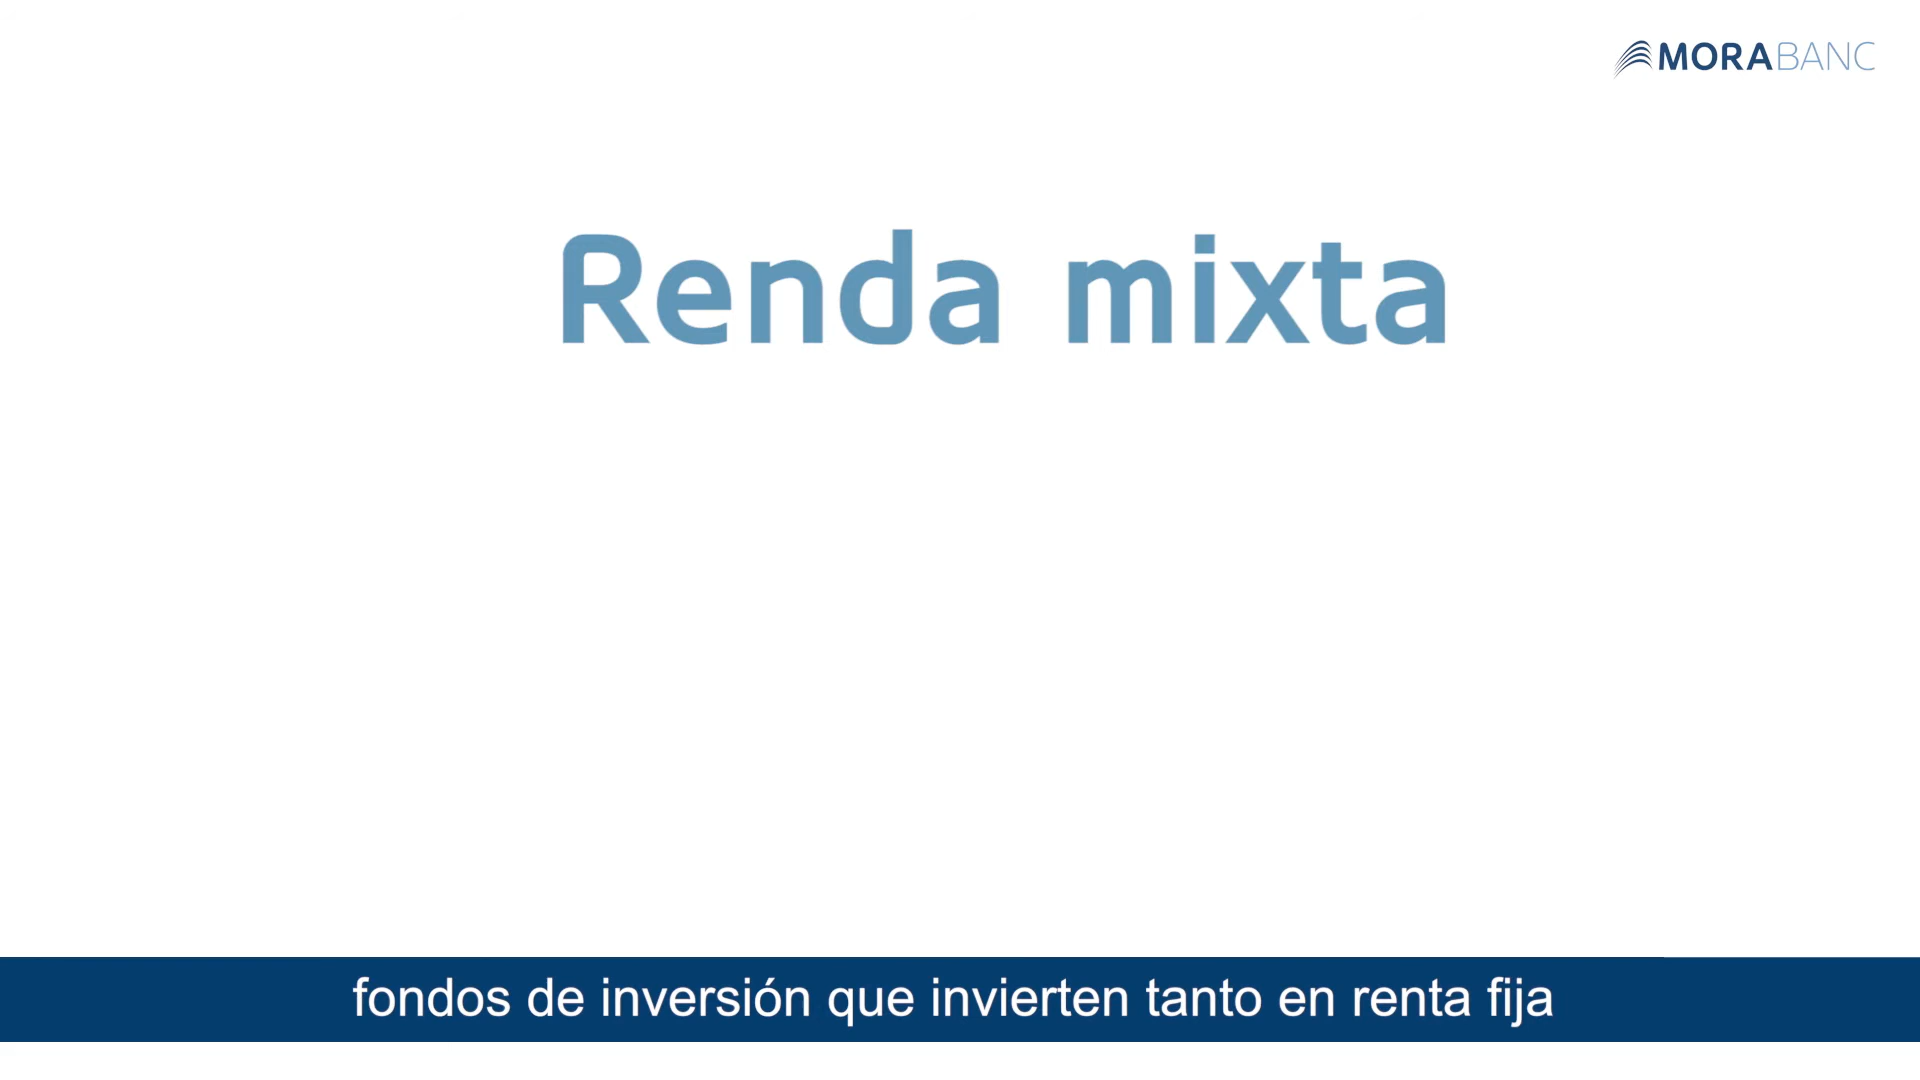 MORABANC
Renda mixta
fondos de inversión que invierten tanto en renta fija